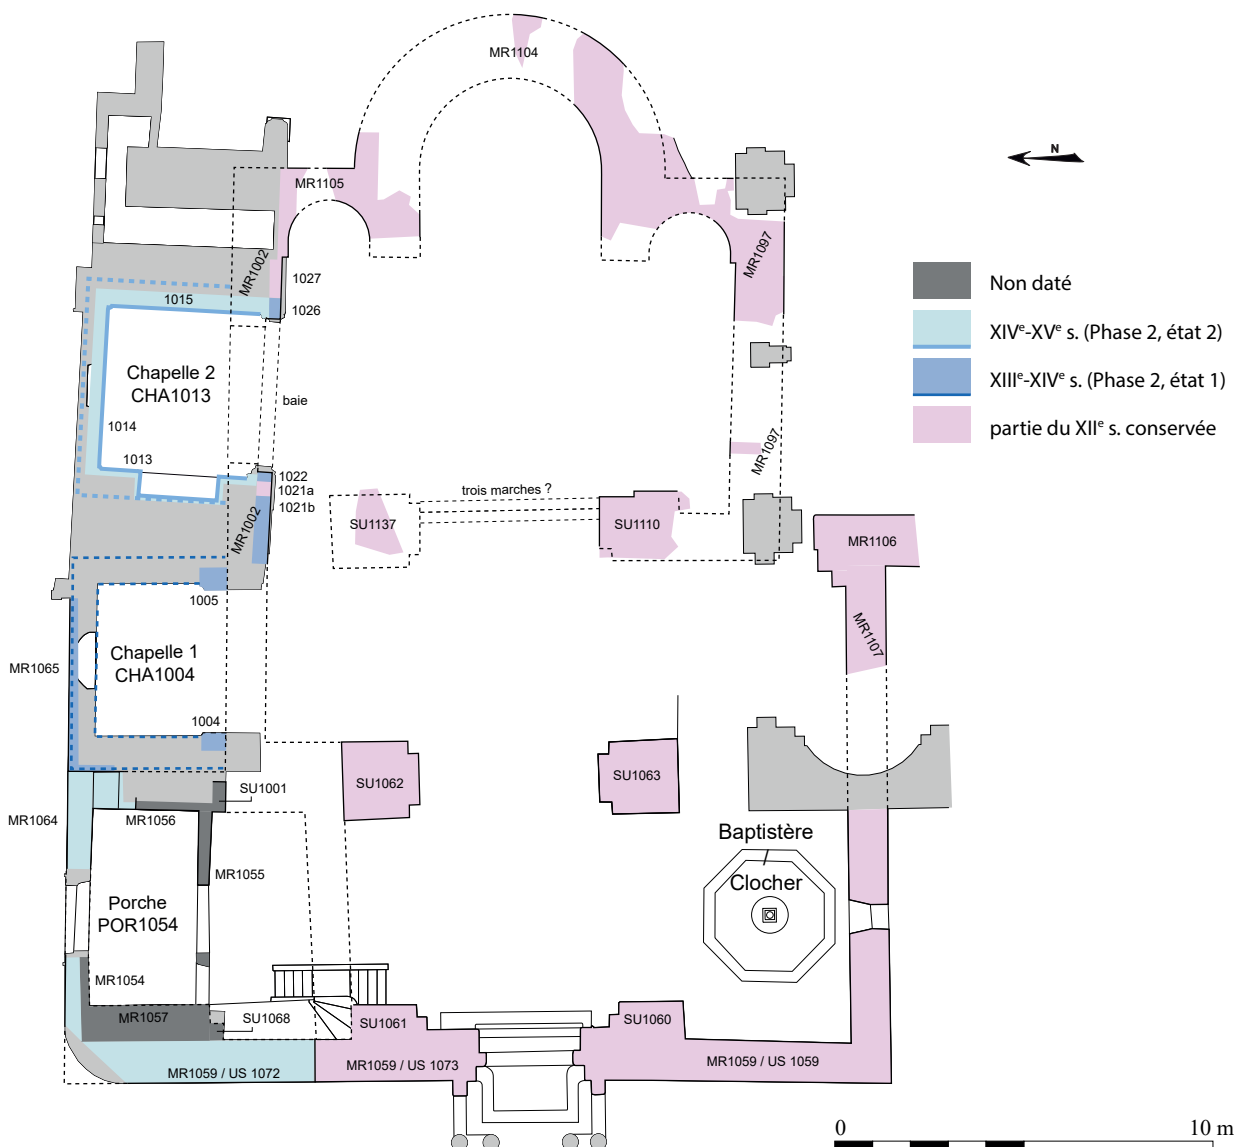 MR1104
N
MR1105
MR1002
1027
MR1097
1015
1026
Non daté
XIVe-XVe s. (Phase 2, état 2)
XIIIe-XIVe s. (Phase 2, état 1)
partie du XIIe s. conservée
Chapelle 2
CHA1013
baie
1014
1013
MR1097
1022
1021a
1021b
trois marches ?
MR1002
SU1137
SU1110
MR1106
1005
MR1107
Chapelle 1
CHA1004
MR1065
1004
SU1062
SU1063
SU1001
MR1064
MR1056
Baptistère
MR1055
Clocher
Porche
POR1054
MR1054
MR1057
SU1068
SU1061
SU1060
MR1059 / US 1072
MR1059 / US 1073
MR1059 / US 1059
0
10 m